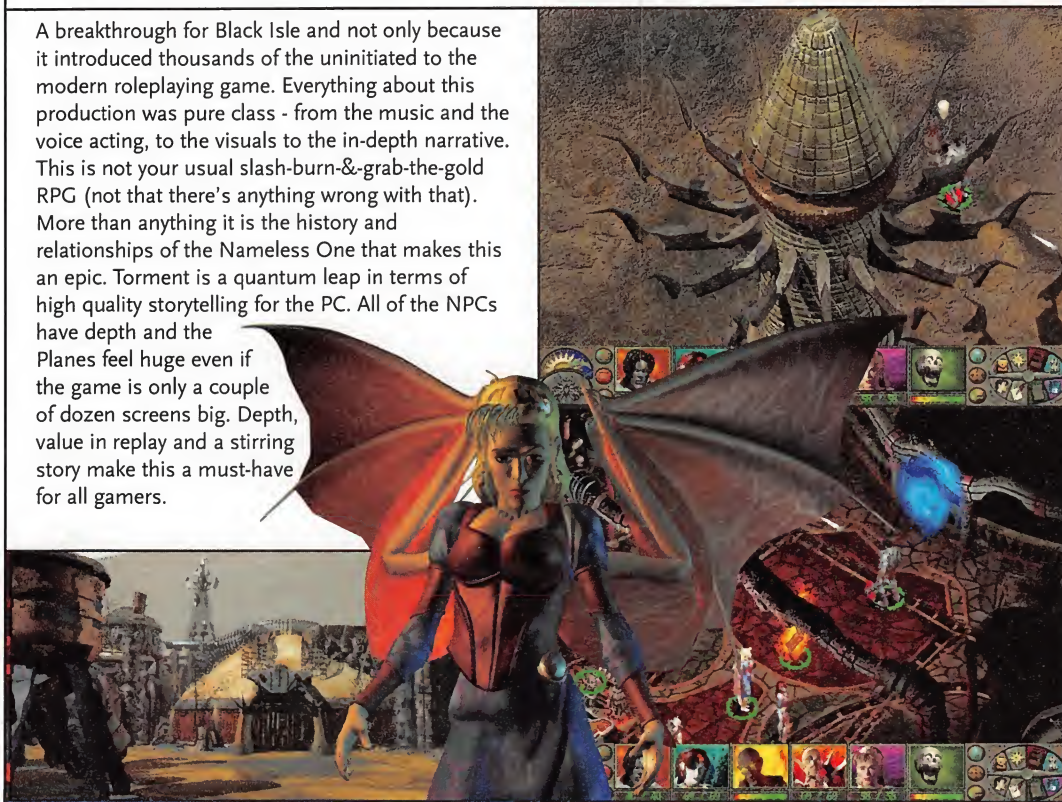 A breakthrough for Black Isle and not only because
it introduced thousands of the uninitiated to the
modern roleplaying game. Everything about this
production was pure class - from the music and the
voice acting, to the visuals to the in-depth narrative.
This is not your usual slash-burn-&-grab-the-gold
RPG (not that there's anything wrong with that).
More than anything it is the history and
relationships of the Nameless One that makes this
an epic. Torment is a quantum leap in terms of
high quality storytelling for the PC. All of the NPCs
have depth and the
Planes feel huge even if
the game is only a couple
of dozen screens big. Depth,
value in replay and a stirring
story make this a must-have
for all gamers.